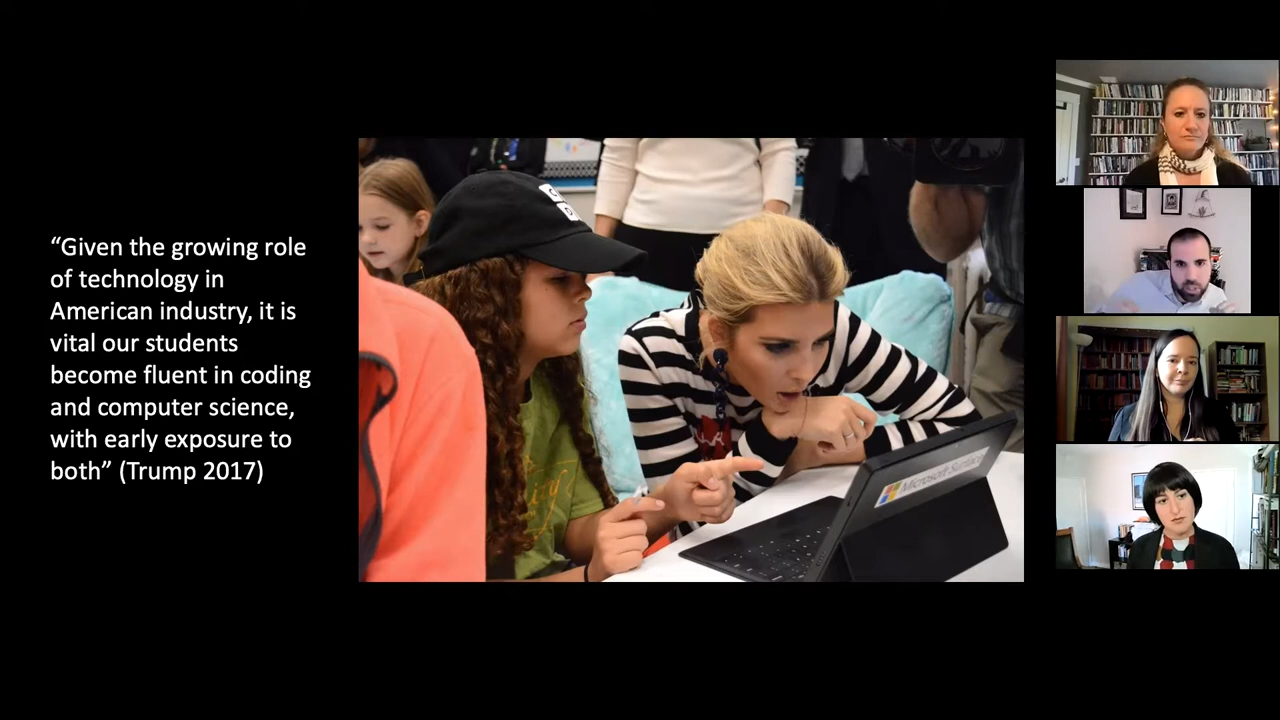 “Given the growing role
of technology in
American industry, it is
vital our students
become fluent in coding
and computer science,
with early exposure to
both” (Trump 2017)
Microsoft Surface